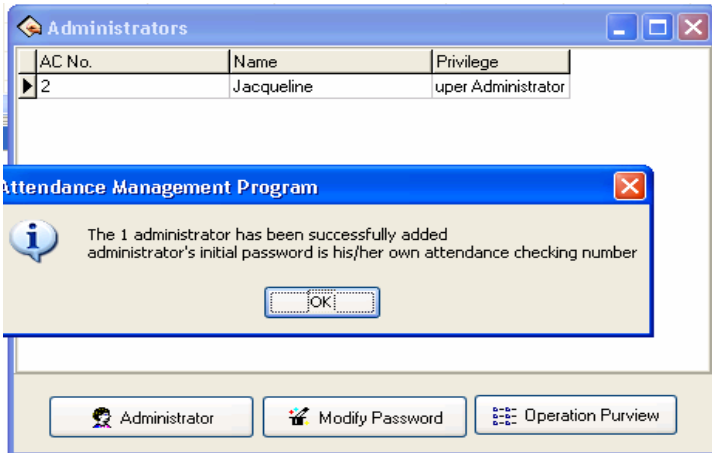 Administrators
AC No. Name Privilege
2 Jacqueline uper Administrator
Attendance Management Program
The 1 administrator has been successfully added
administrator's initial password is his/her own attendance checking number
OK
Administrator Modify Password Operation Purview